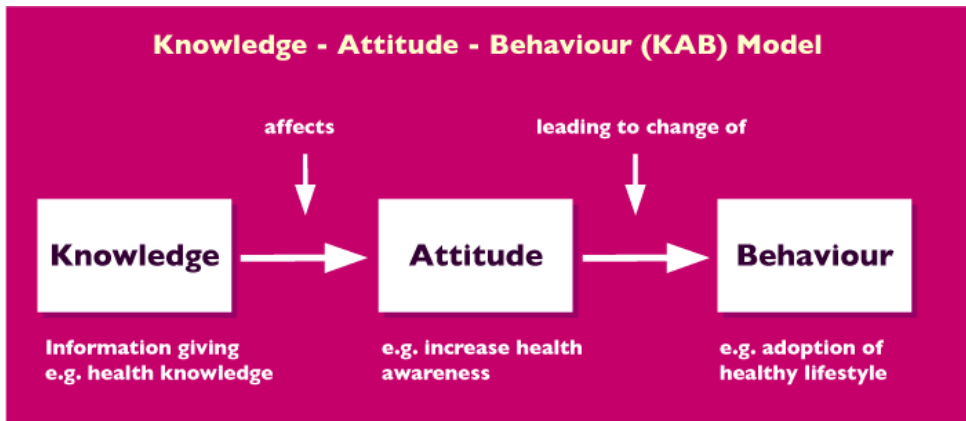 Knowledge - Attitude - Behaviour (KAB) Model
affects
leading to change of
Knowledge
Attitude
Behaviour
Information giving
e.g. health knowledge
e.g. increase health
awareness
e.g. adoption of
healthy lifestyle